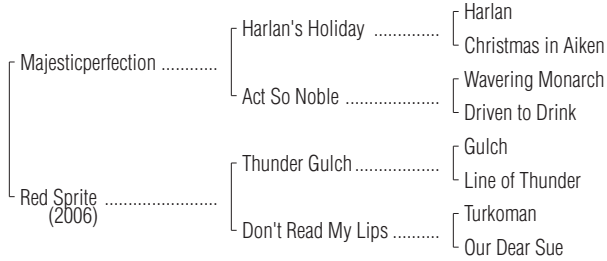 Harlan
Harlan's Holiday ..............
Christmas in Aiken
Majesticperfection ............
Wavering Monarch
Act So Noble ....................
Driven to Drink
Gulch
Thunder Gulch..................
Line of Thunder
Red Sprite ........................
(2006)
Turkoman
Don't Read My Lips ..........
Our Dear Sue